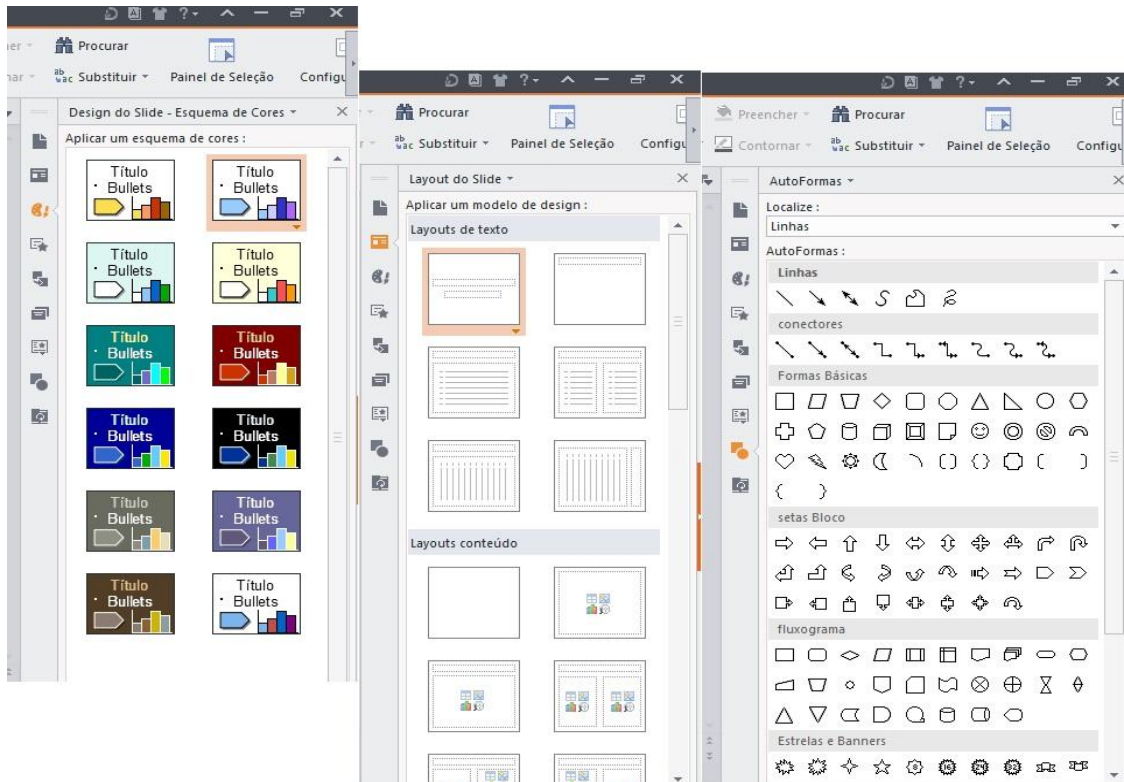 Procurar
Substituir
Painel de Seleção
Configu
Design do Slide - Esquema de Cores
Aplicar um esquema de cores :
Título
Bullets
Título
Bullets
Título
Bullets
Título
Bullets
Título
Bullets
Título
Bullets
Título
Bullets
Título
Bullets
Título
Bullets
Título
Bullets
Título
Bullets
Título
Bullets
Procurar
Substituir
Painel de Seleção
Configu
Layout do Slide
Aplicar um modelo de design :
Layouts de texto
Layouts conteúdo
Preencher
Procurar
Contornar
Substituir
Painel de Seleção
Configu
AutoFormas
Localize :
Linhas
AutoFormas :
Linhas
conectores
Formas Básicas
setas Bloco
fluxograma
Estrelas e Banners